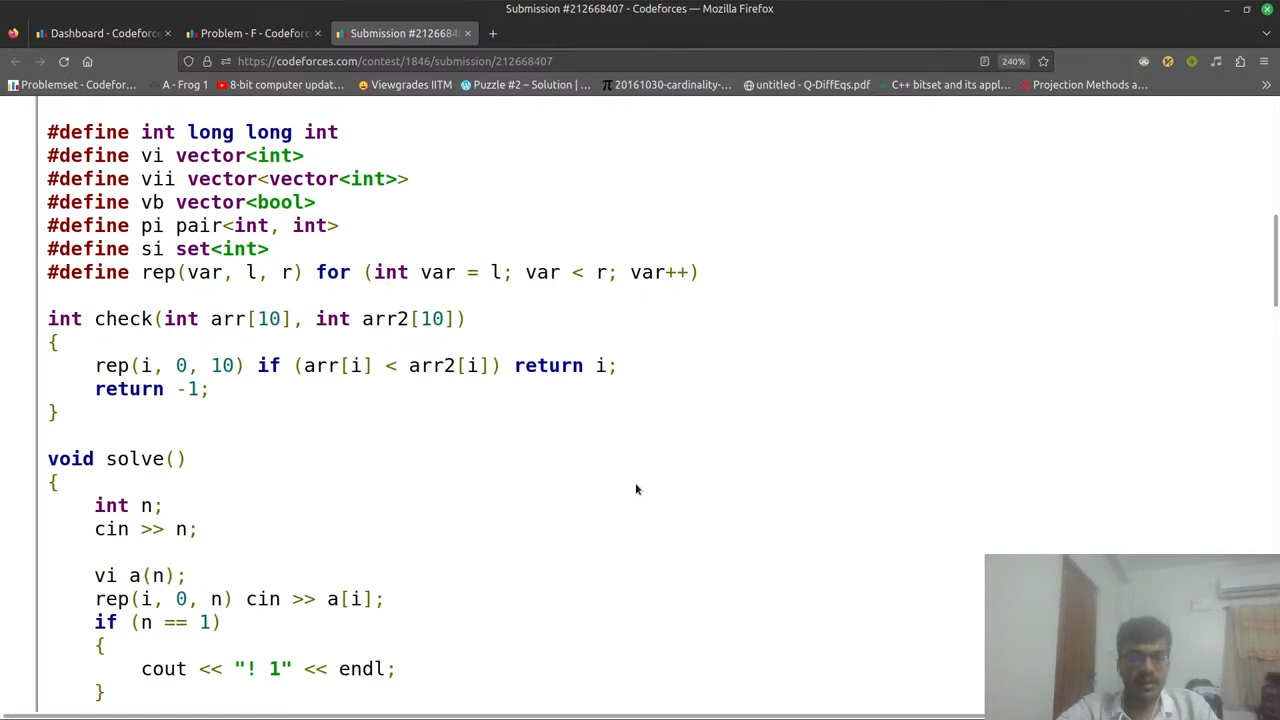 Submission #212668407 - Codeforces — Mozilla Firefox
Dashboard - Codeforce
Problem - F - Codeforc
Submission #21266840
https://codeforces.com/contest/1846/submission/212668407
240%
Problemset - Codefor...
A - Frog 1
8-bit computer updat...
Viewgrades IITM
Puzzle #2 – Solution | ...
20161030-cardinality-...
untitled - Q-DiffEqs.pdf
C++ bitset and its appl...
Projection Methods a...
#define int long long int
#define vi vector<int>
#define vii vector<vector<int>>
#define vb vector<bool>
#define pi pair<int, int>
#define si set<int>
#define rep(var, l, r) for (int var = l; var < r; var++)
int check(int arr[10], int arr2[10])
{
rep(i, 0, 10) if (arr[i] < arr2[i]) return i;
return -1;
}
void solve()
{
int n;
cin >> n;
vi a(n);
rep(i, 0, n) cin >> a[i];
if (n == 1)
{
cout << "! 1" << endl;
}